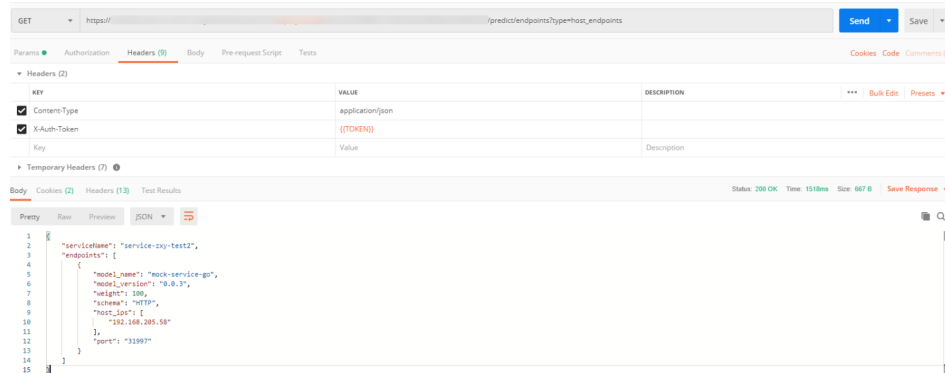 GET https:// /predict/endpoints?type=host_endpoints Send Save
Params Authorization Headers (9) Body Pre-request Script Tests Cookies Code Comments
Headers (2)
KEY VALUE DESCRIPTION ••• Bulk Edit Presets
Content-Type application/json
X-Auth-Token {{TOKEN}}
Key Value Description
Temporary Headers (7)
Body Cookies (2) Headers (13) Test Results Status: 200 OK Time: 1518ms Size: 667 B Save Response
Pretty Raw Preview JSON
1 {
2 "serviceName": "service-zxy-test2",
3 "endpoints": [
4 {
5 "model_name": "mock-service-go",
6 "model_version": "0.0.3",
7 "weight": 100,
8 "schema": "HTTP",
9 "host_ips": [
10 "192.168.205.58"
11 ],
12 "port": "31997"
13 }
14 ]
15 }